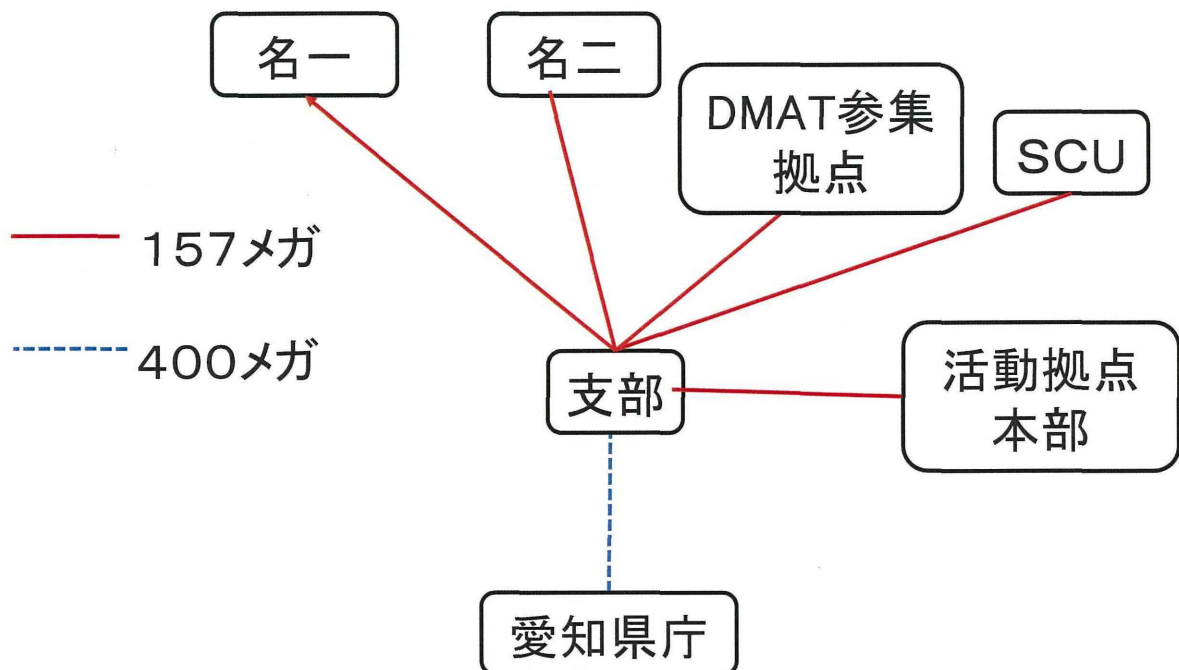 名一
名二
DMAT参集
拠点
SCU
157メガ
400メガ
支部
活動拠点
本部
愛知県庁